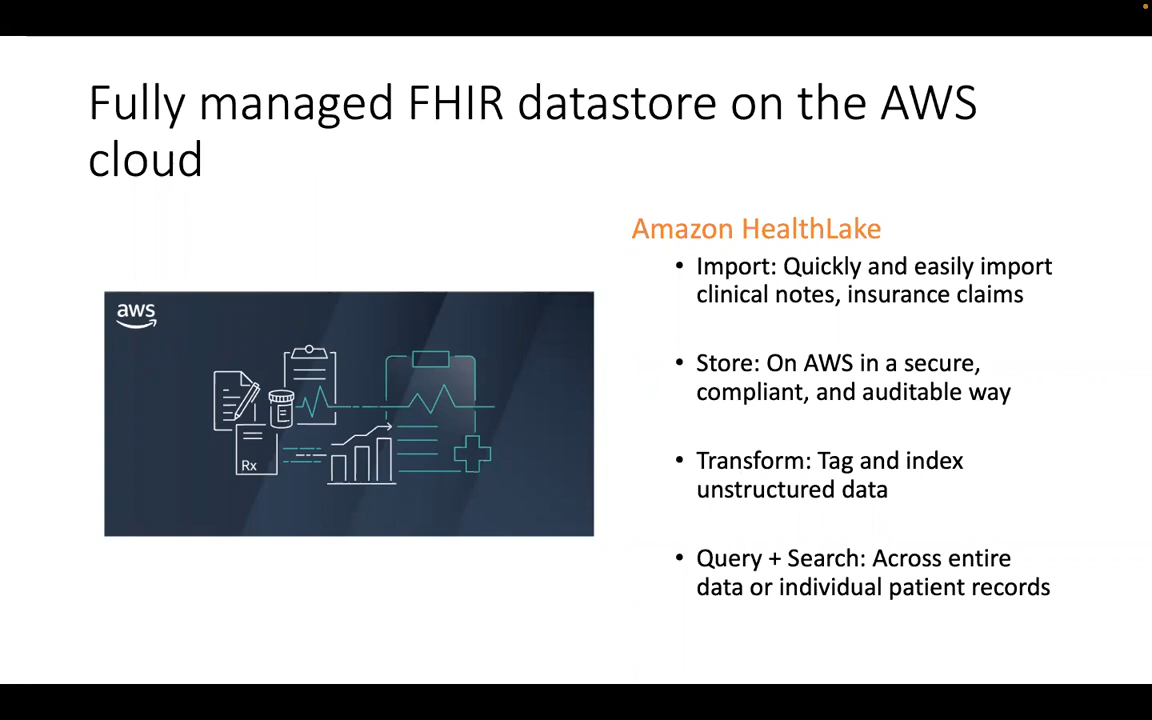 Fully managed FHIR datastore on the AWS
cloud
Amazon HealthLake
• Import: Quickly and easily import
clinical notes, insurance claims
• Store: On AWS in a secure,
compliant, and auditable way
• Transform: Tag and index
unstructured data
• Query + Search: Across entire
data or individual patient records
aws
Rx